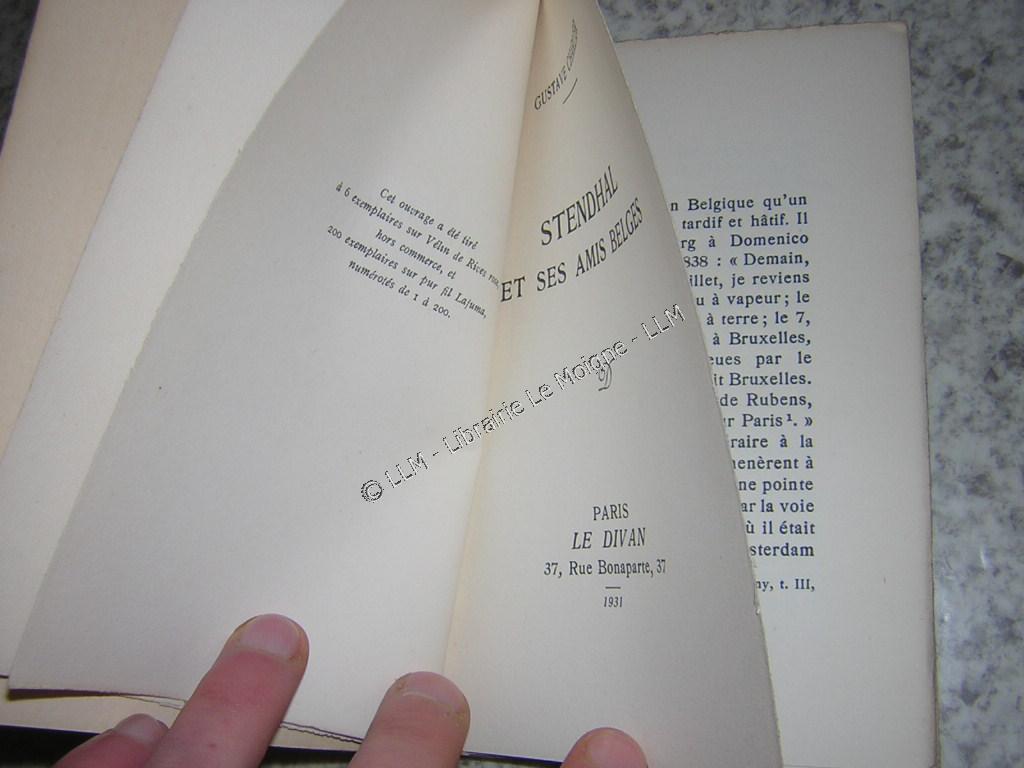 Cet ouvrage a été tiré
à 6 exemplaires sur Vélin de Rives rose,
hors commerce, et
200 exemplaires sur pur fil Lafuma,
numérotés de 1 à 200.
GUSTAVE
STENDHAL
ET SES AMIS BELGES
PARIS
LE DIVAN
37, Rue Bonaparte, 37
1931
n Belgique qu'un
tardif et hâtif. Il
rg à Domenico
838 : « Demain,
illet, je reviens
u à vapeur ; le
à terre ; le 7,
à Bruxelles,
eues par le
it Bruxelles.
de Rubens,
r Paris¹. »
raire à la
nenèrent à
ne pointe
ar la voie
ù il était
sterdam
ny, t. III,
© LLM - Librairie Le Moigne - LLM